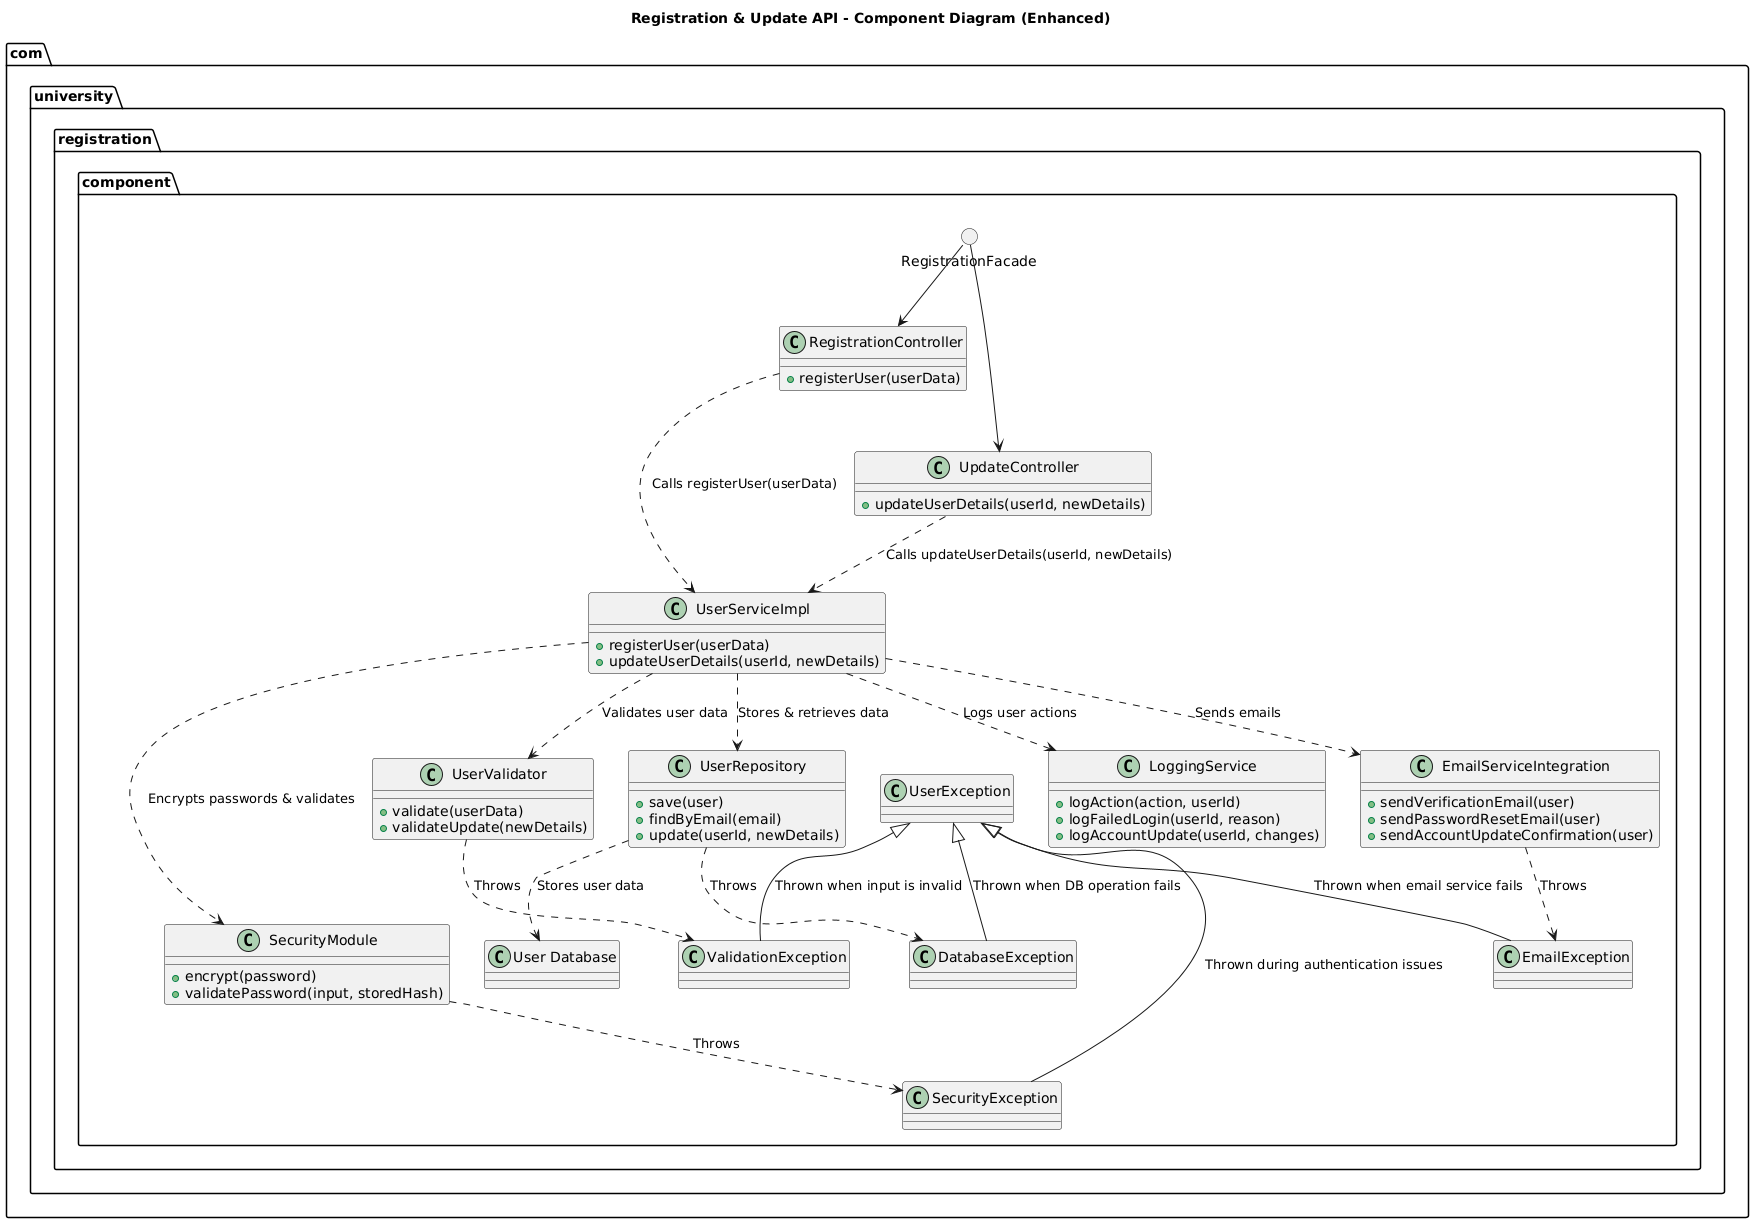 Registration & Update API - Component Diagram (Enhanced)
com
university
registration
component
RegistrationFacade
C RegistrationController
registerUser(userData)
Calls registerUser(userData)
C UpdateController
updateUserDetails(userId, newDetails)
Calls updateUserDetails(userId, newDetails)
C UserServiceImpl
registerUser(userData)
updateUserDetails(userId, newDetails)
Validates user data
Stores & retrieves data
Logs user actions
Sends emails
Encrypts passwords & validates
C UserValidator
validate(userData)
validateUpdate(newDetails)
C UserRepository
save(user)
findByEmail(email)
update(userId, newDetails)
C UserException
C LoggingService
logAction(action, userId)
logFailedLogin(userId, reason)
logAccountUpdate(userId, changes)
C EmailServiceIntegration
sendVerificationEmail(user)
sendPasswordResetEmail(user)
sendAccountUpdateConfirmation(user)
Throws
Stores user data
Throws
Thrown when input is invalid
Thrown when DB operation fails
Thrown when email service fails
Throws
C SecurityModule
encrypt(password)
validatePassword(input, storedHash)
C User Database
C ValidationException
C DatabaseException
Thrown during authentication issues
C EmailException
Throws
C SecurityException